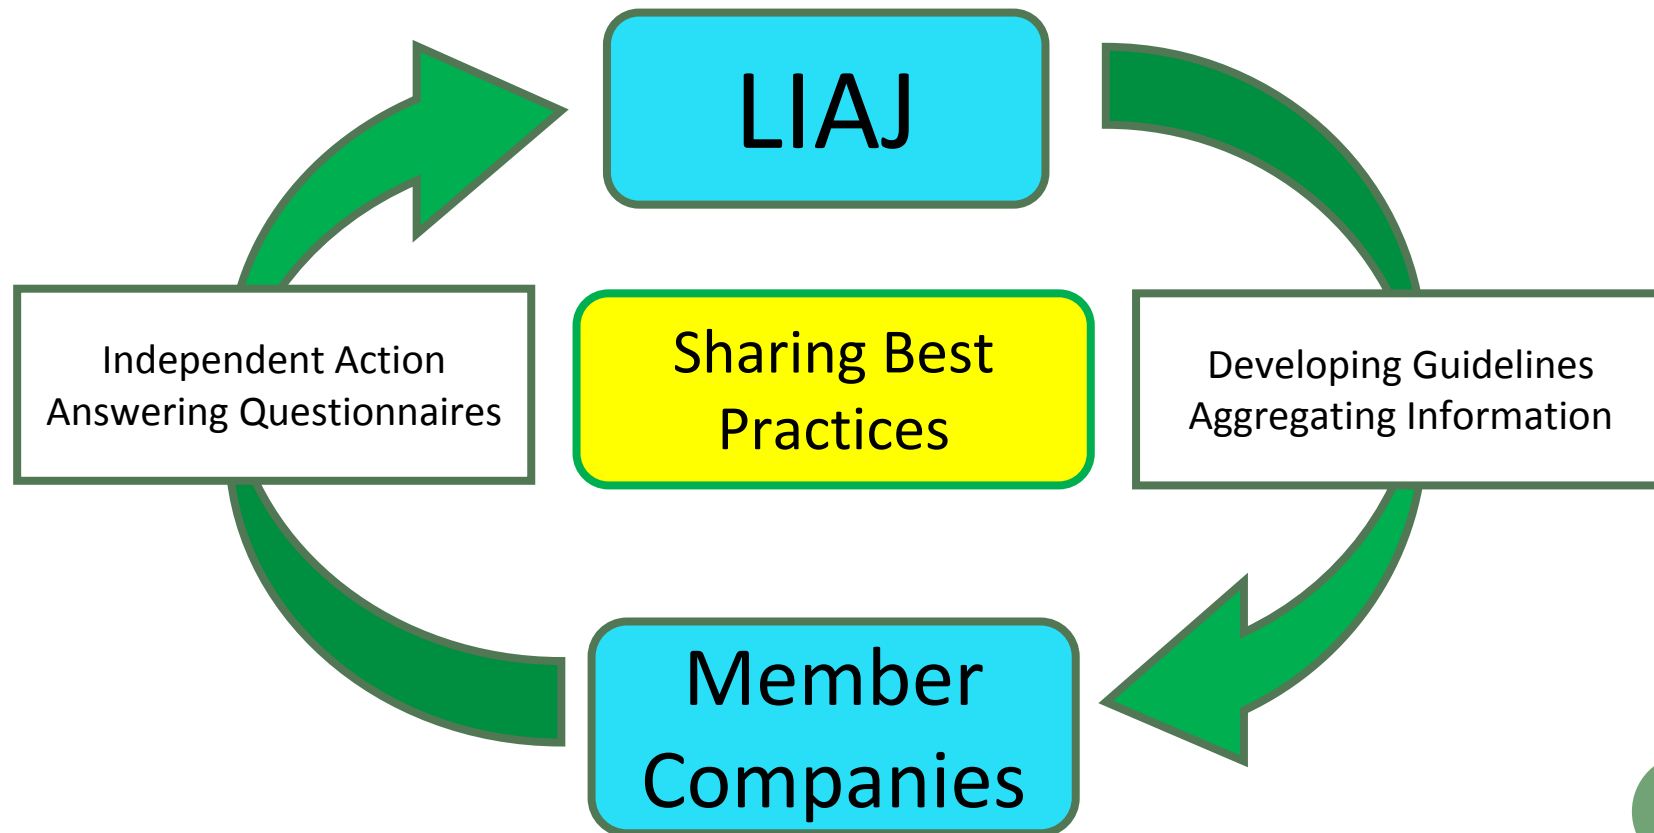 LIAJ
Independent Action
Answering Questionnaires
Sharing Best
Practices
Developing Guidelines
Aggregating Information
Member
Companies